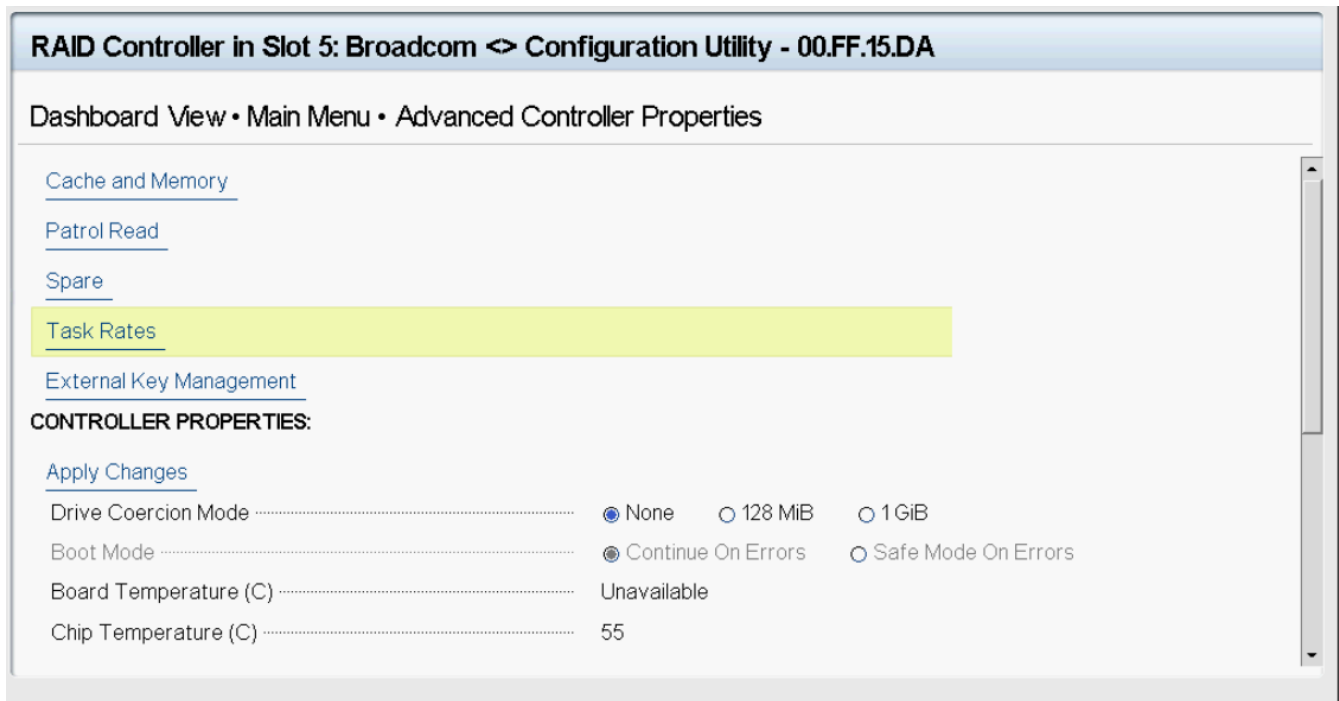 RAID Controller in Slot 5: Broadcom <> Configuration Utility - 00.FF.15.DA
Dashboard View • Main Menu • Advanced Controller Properties
Cache and Memory
Patrol Read
Spare
Task Rates
External Key Management
CONTROLLER PROPERTIES:
Apply Changes
Drive Coercion Mode None 128 MiB 1 GiB
Boot Mode Continue On Errors Safe Mode On Errors
Board Temperature (C) Unavailable
Chip Temperature (C) 55